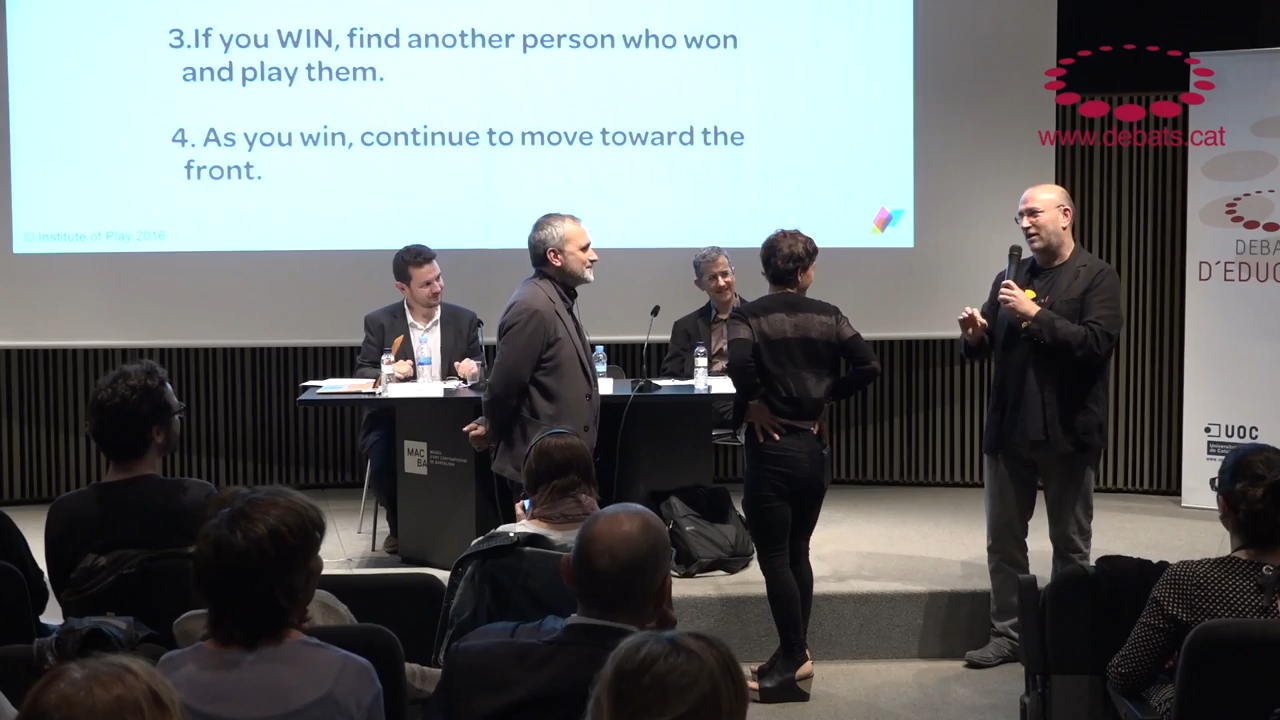 3.If you WIN, find another person who won
and play them.
4. As you win, continue to move toward the
front.
© Institute of Play 2016
www.debats.cat
DEBA
D'EDUC
MAC
BA
UOC